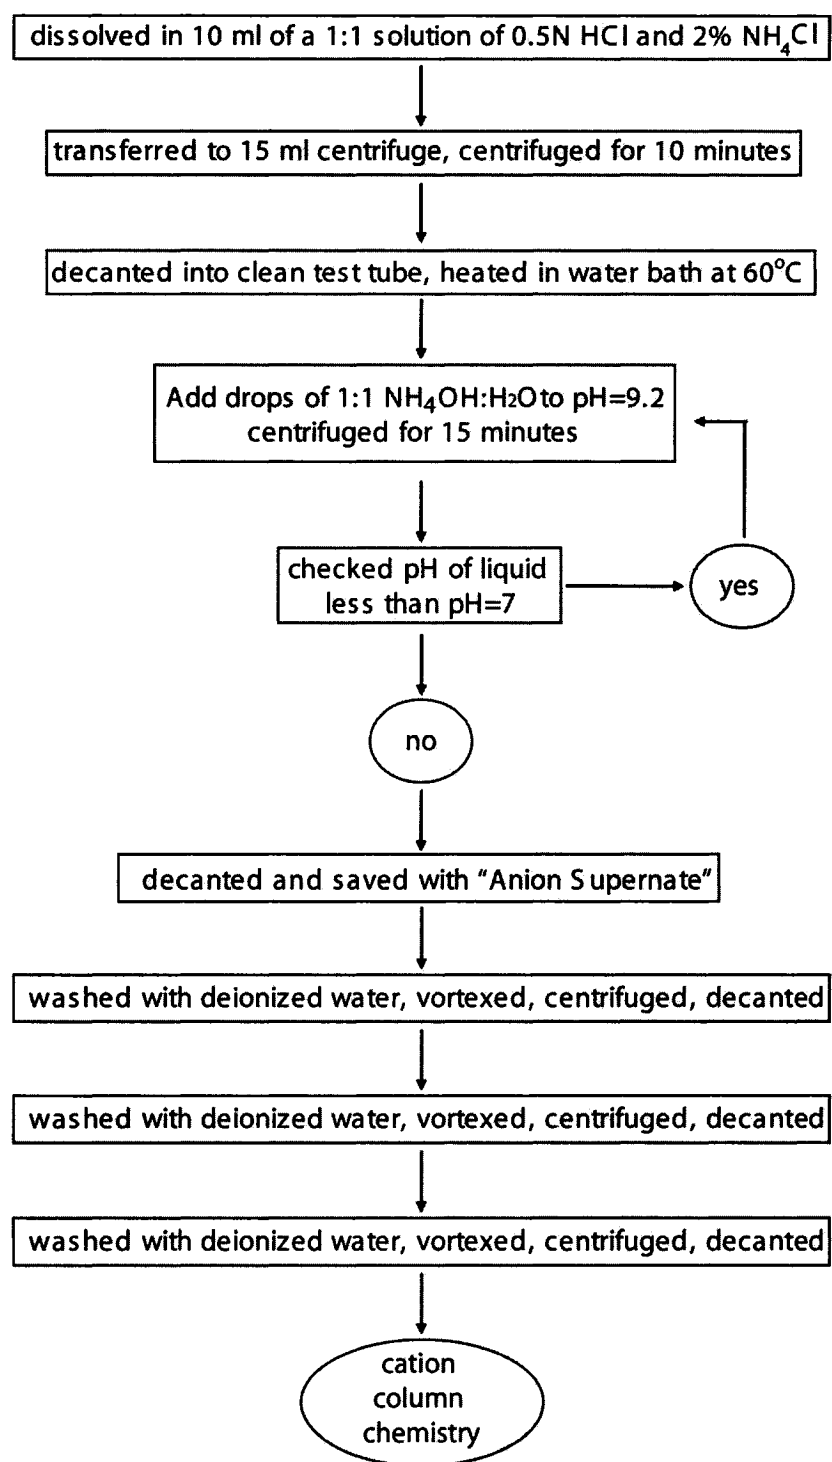 dissolved in 10 ml of a 1:1 solution of 0.5N HCl and 2% NH₄Cl
transferred to 15 ml centrifuge, centrifuged for 10 minutes
decanted into clean test tube, heated in water bath at 60°C
Add drops of 1:1 NH₄OH:H₂O to pH=9.2
centrifuged for 15 minutes
checked pH of liquid
less than pH=7
yes
no
decanted and saved with “Anion Supernate”
washed with deionized water, vortexed, centrifuged, decanted
washed with deionized water, vortexed, centrifuged, decanted
washed with deionized water, vortexed, centrifuged, decanted
cation
column
chemistry